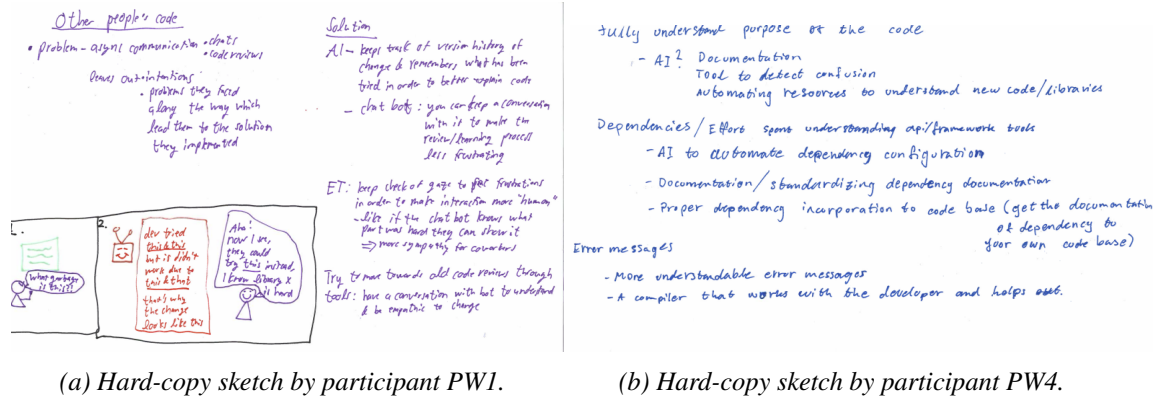 Other people's code
• problem - async communication • chats
• code reviews
leaves out • intentions
• problems they faced
along the way which
lead them to the solution
they implemented
1.
What garbage
is this??
2.
dev tried
this & this
but is didn't
work due to
this & that
that's why
the change
looks like this
Aha!
now I see,
they could
try this instead,
I know library x
is hard
Solution
AI - keeps track of version history of
change & remembers what has been
tried in order to better explain code
- chat bots: you can keep a conversation
with it to make the
review/learning process
less frustrating
ET: keep check of gaze to frustrations
in order to make interaction more "human"
- like if the chat bot knows what
part was hard they can show it
⇒ more sympathy for coworkers
Try to move towards old code reviews through
tools: have a conversation with bot to understand
& be empathic to change
(a) Hard-copy sketch by participant PW1.
fully understand purpose of the code
- AI? Documentation
Tool to detect confusion
Automating resources to understand new code/libraries
Dependencies / Effort spent understanding api/framework tools
- AI to automate dependency configuration
- Documentation / standardizing dependency documentation
- Proper dependency incorporation to code base (get the documentation
of dependency to
your own code base)
Error messages
- More understandable error messages
- A compiler that works with the developer and helps out.
(b) Hard-copy sketch by participant PW4.